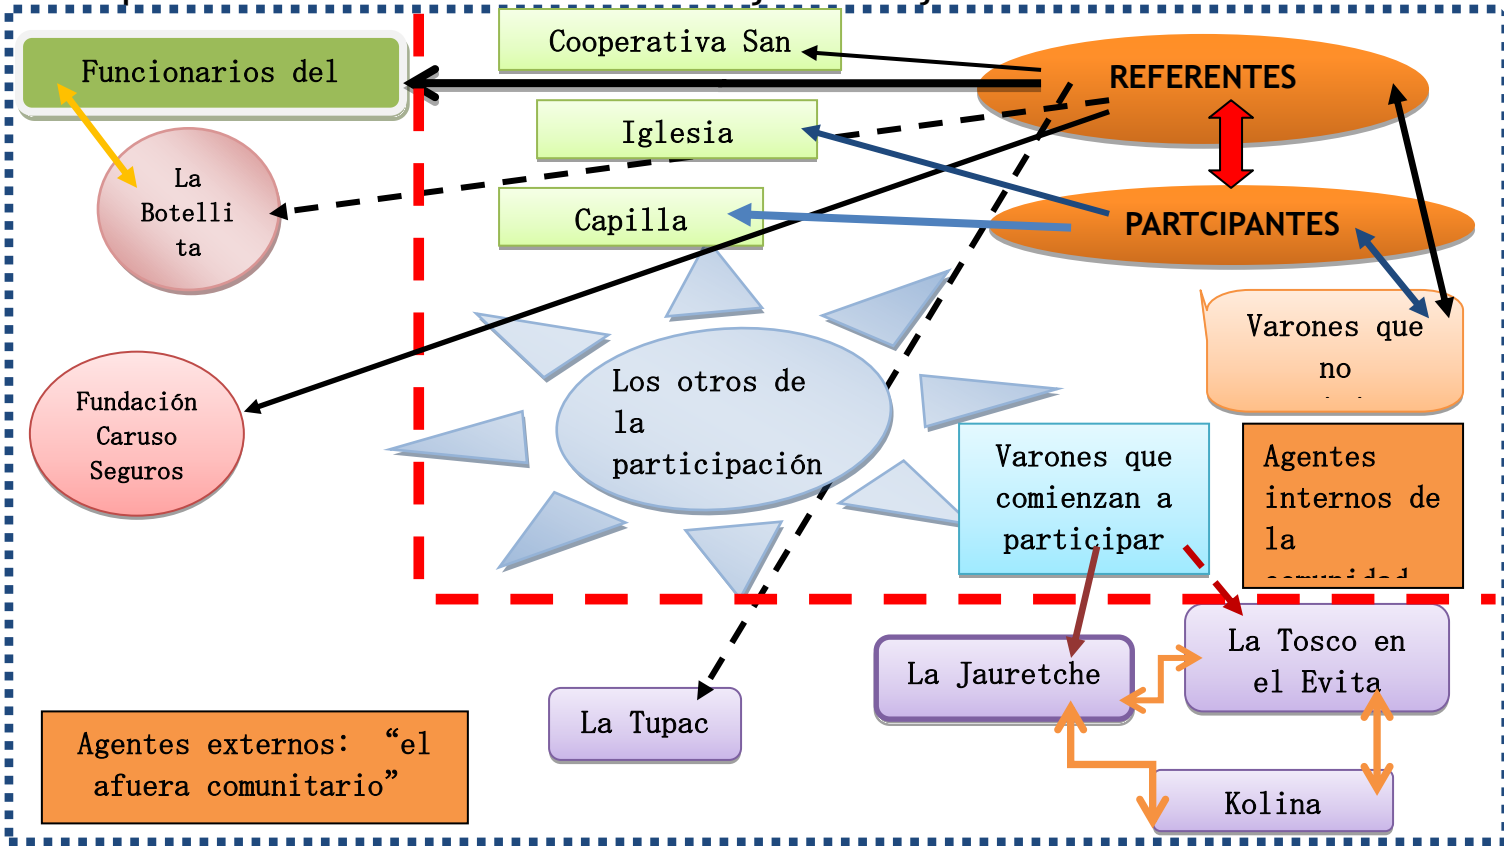 Funcionarios del
Cooperativa San
REFERENTES
Iglesia
La
Botelli
ta
Capilla
PARTCIPANTES
Varones que
no
Fundación
Caruso
Seguros
Los otros de
la
participación
Varones que
comienzan a
participar
Agentes
internos de
la
comunidad
La Jauretche
La Tosco en
el Evita
La Tupac
Agentes externos: “el
afuera comunitario”
Kolina